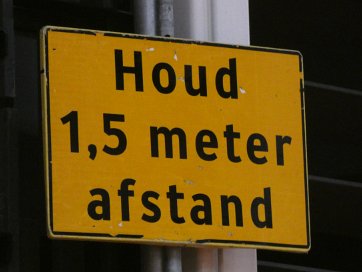 Houd
1,5 meter
afstand